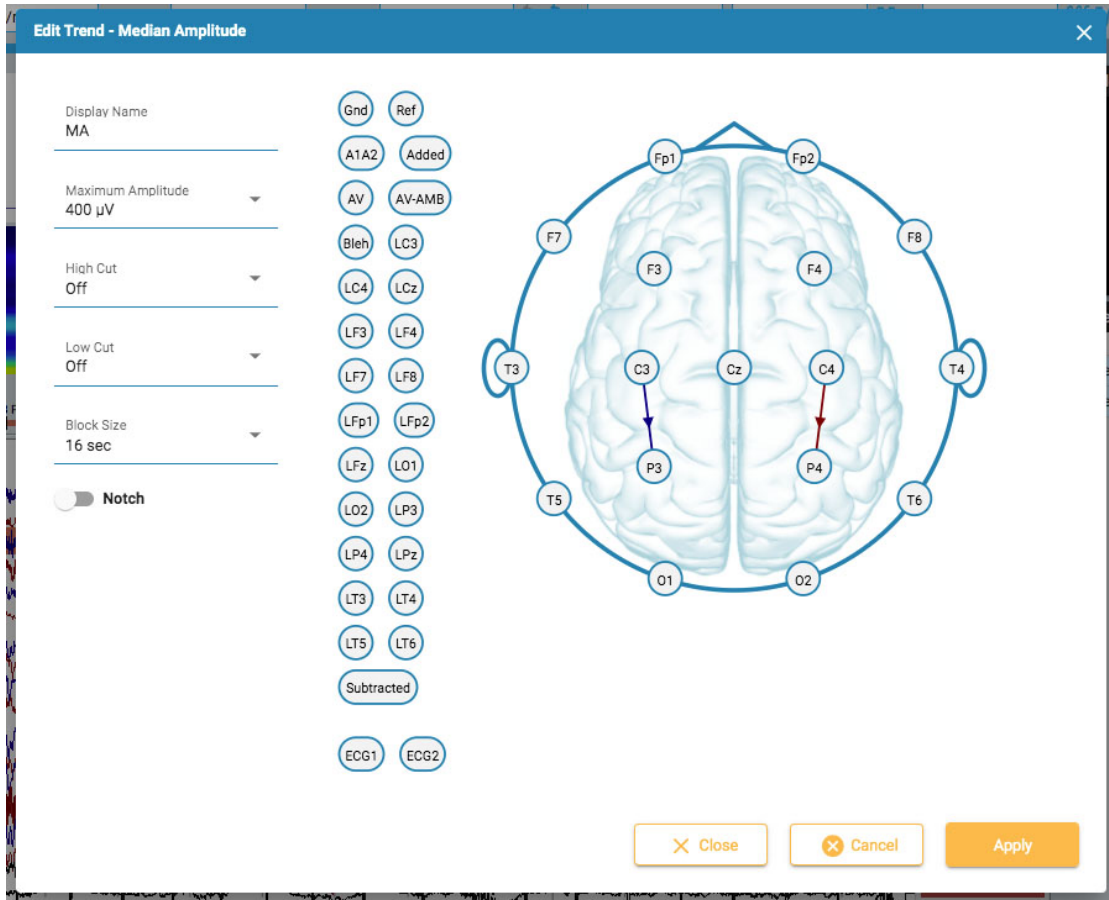 Edit Trend - Median Amplitude
Display Name
MA
Maximum Amplitude
400 µV
High Cut
Off
Low Cut
Off
Block Size
16 sec
Notch
Gnd Ref
A1A2 Added
AV AV-AMB
Bleh LC3
LC4 LCz
LF3 LF4
LF7 LF8
LFp1 LFp2
LFz LO1
LO2 LP3
LP4 LPz
LT3 LT4
LT5 LT6
Subtracted
ECG1 ECG2
Fp1 Fp2
F7 F8
F3 F4
T3 C3 Cz C4 T4
P3 P4
T5 T6
O1 O2
Close Cancel Apply